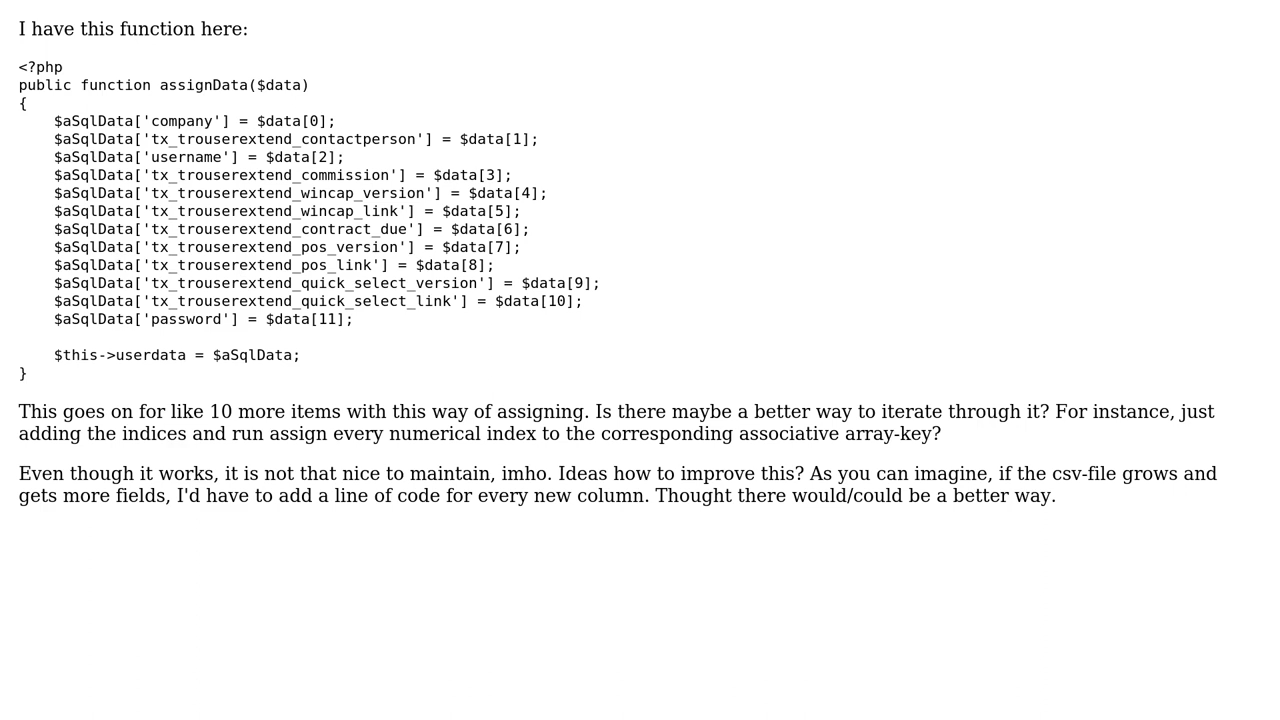 I have this function here:
<?php
public function assignData($data)
{
    $aSqlData['company'] = $data[0];
    $aSqlData['tx_trouserextend_contactperson'] = $data[1];
    $aSqlData['username'] = $data[2];
    $aSqlData['tx_trouserextend_commission'] = $data[3];
    $aSqlData['tx_trouserextend_wincap_version'] = $data[4];
    $aSqlData['tx_trouserextend_wincap_link'] = $data[5];
    $aSqlData['tx_trouserextend_contract_due'] = $data[6];
    $aSqlData['tx_trouserextend_pos_version'] = $data[7];
    $aSqlData['tx_trouserextend_pos_link'] = $data[8];
    $aSqlData['tx_trouserextend_quick_select_version'] = $data[9];
    $aSqlData['tx_trouserextend_quick_select_link'] = $data[10];
    $aSqlData['password'] = $data[11];
    $this->userdata = $aSqlData;
}
This goes on for like 10 more items with this way of assigning. Is there maybe a better way to iterate through it? For instance, just
adding the indices and run assign every numerical index to the corresponding associative array-key?
Even though it works, it is not that nice to maintain, imho. Ideas how to improve this? As you can imagine, if the csv-file grows and
gets more fields, I'd have to add a line of code for every new column. Thought there would/could be a better way.